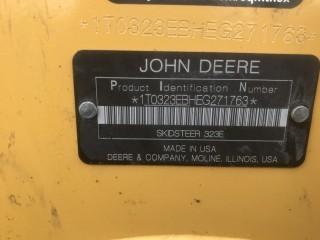 *1T0323EBHEG271763*
JOHN DEERE
Product Identification Number
*1T0323EBHEG271763*
SKIDSTEER 323E
MADE IN USA
DEERE & COMPANY, MOLINE, ILLINOIS, USA